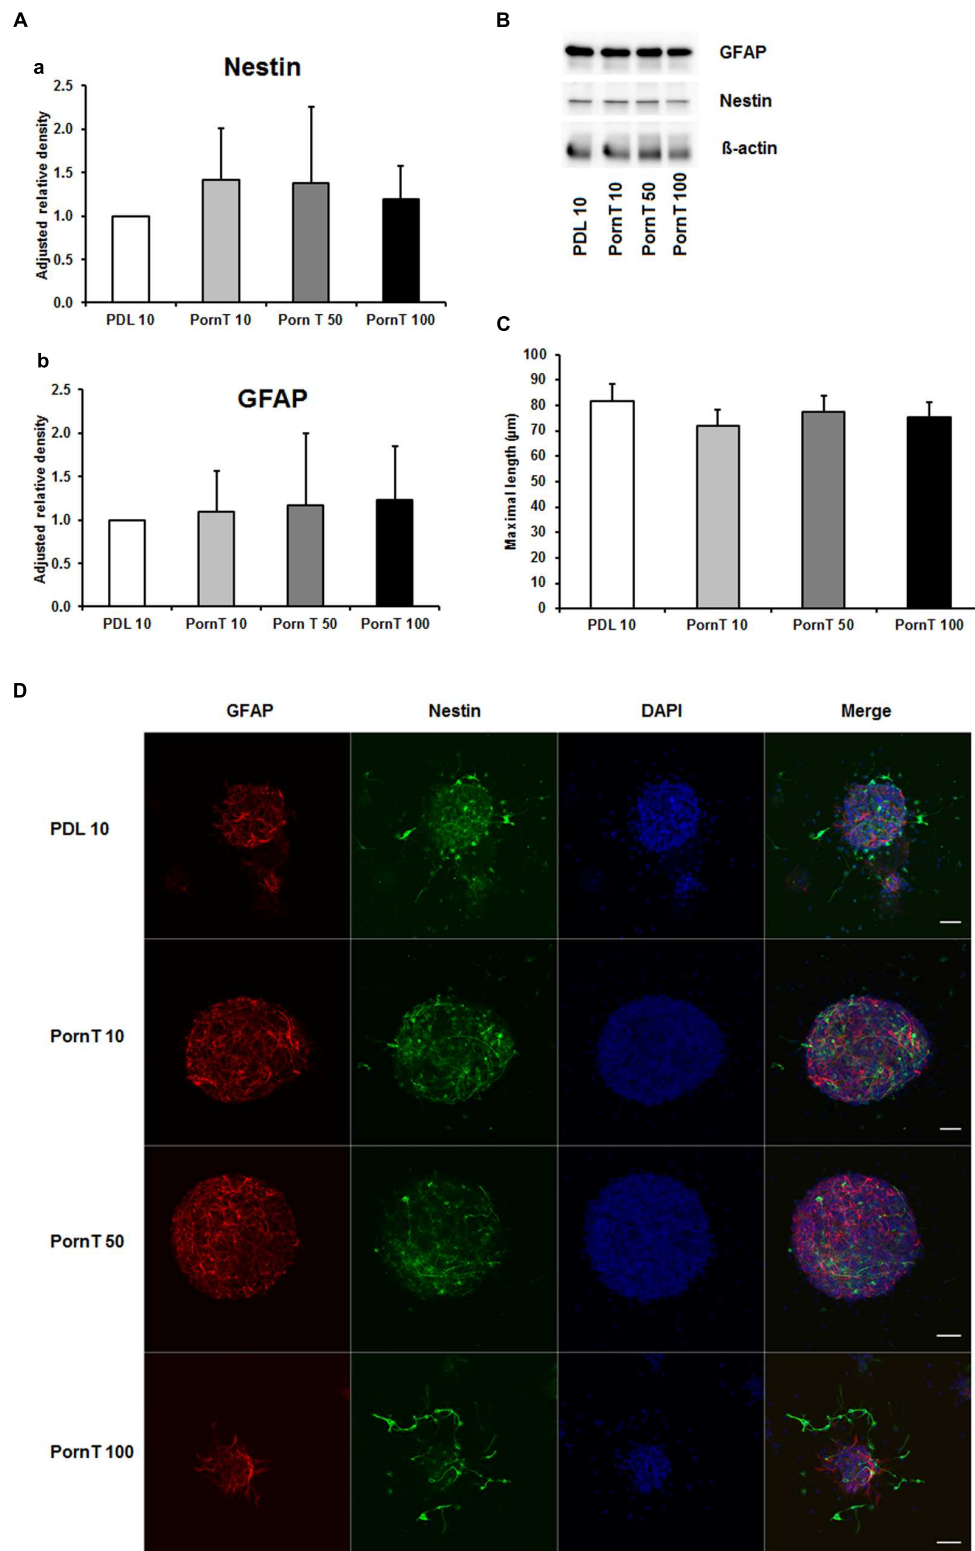 A
B
a
Nestin
Adjusted relative density
2.5
2.0
1.5
1.0
0.5
0.0
PDL 10
PornT 10
Porn T 50
PornT 100
GFAP
Nestin
ß-actin
PDL 10
PornT 10
PornT 50
PornT 100
b
GFAP
Adjusted relative density
2.5
2.0
1.5
1.0
0.5
0.0
PDL 10
PornT 10
Porn T 50
PornT 100
C
Maximal length (µm)
100
90
80
70
60
50
40
30
20
10
0
PDL 10
PornT 10
PornT 50
PornT 100
D
GFAP
Nestin
DAPI
Merge
PDL 10
PornT 10
PornT 50
PornT 100